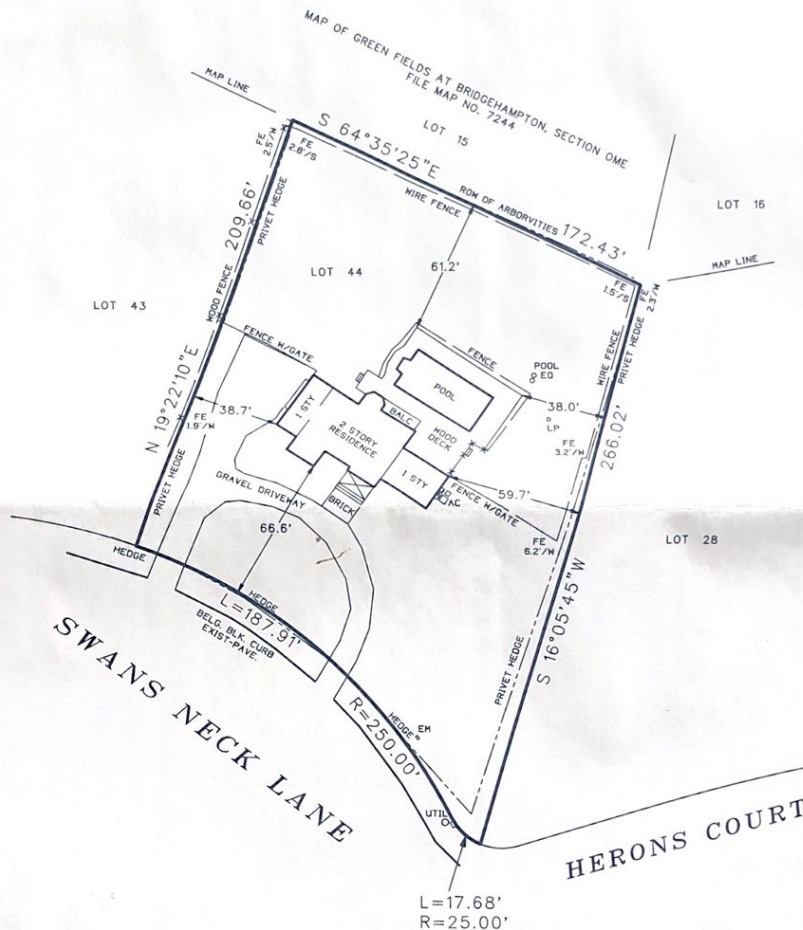 MAP OF GREEN FIELDS AT BRIDGEHAMPTON, SECTION OME
FILE MAP NO. 7244
MAP LINE
LOT 15
S 64°35'25"E
172.43'
ROW OF ARBORVITIES
WIRE FENCE
LOT 16
MAP LINE
FE
2.5'/W
FE
2.8'/S
PRIVET HEDGE
209.66'
WOOD FENCE
LOT 44
61.2'
FE
1.5'/S
FE
2.3'/W
LOT 43
N 19°22'10"E
FENCE W/GATE
FENCE
POOL
EQ
POOL
WIRE FENCE
PRIVET HEDGE
38.7'
FE
1.9'/W
1 STY
2 STORY
RESIDENCE
BALC
WOOD
DECK
38.0'
LP
FE
3.2'/W
266.02'
PRIVET HEDGE
GRAVEL DRIVEWAY
BRICK
1 STY
AC
FENCE W/GATE
59.7'
66.6'
FE
6.2'/W
LOT 28
HEDGE
HEDGE
L=187.91'
BELG. BLK. CURB
EXIST-PAVE.
S 16°05'45"W
PRIVET HEDGE
SWANS NECK LANE
R=250.00'
HEDGE
EM
UTIL
HERONS COURT
L=17.68'
R=25.00'